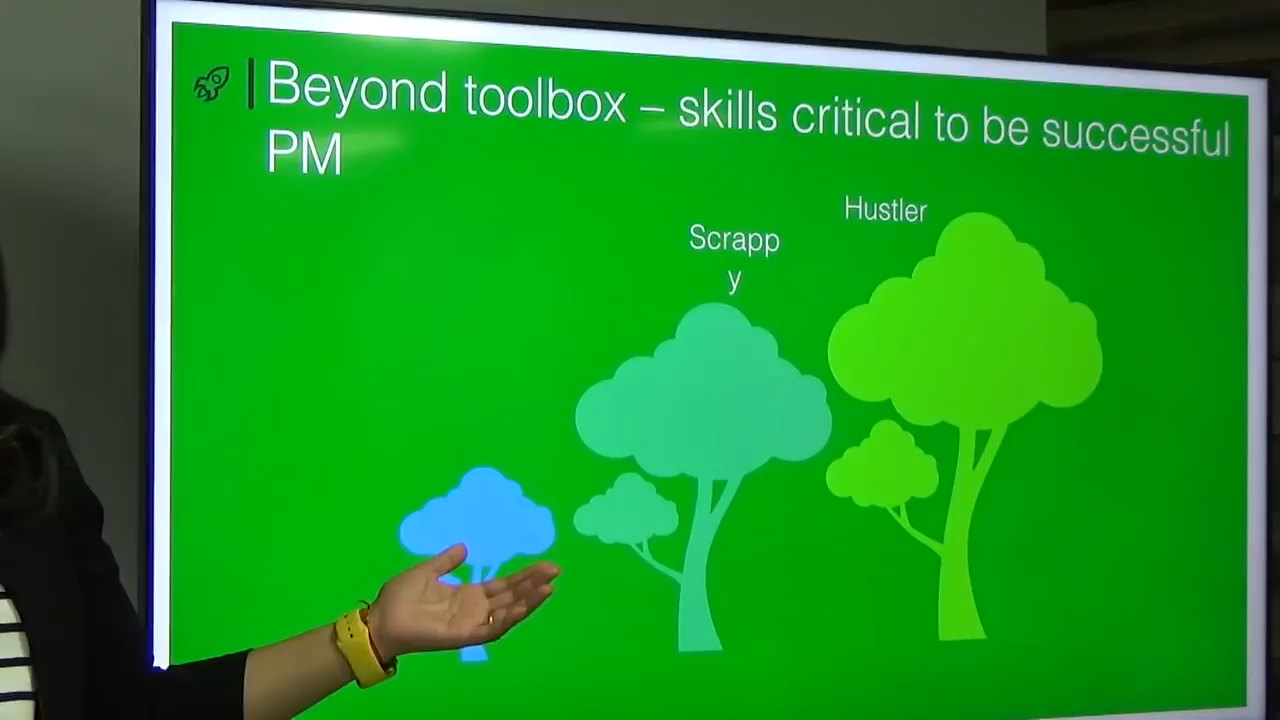 Beyond toolbox – skills critical to be successful
PM
Hustler
Scrapp
y